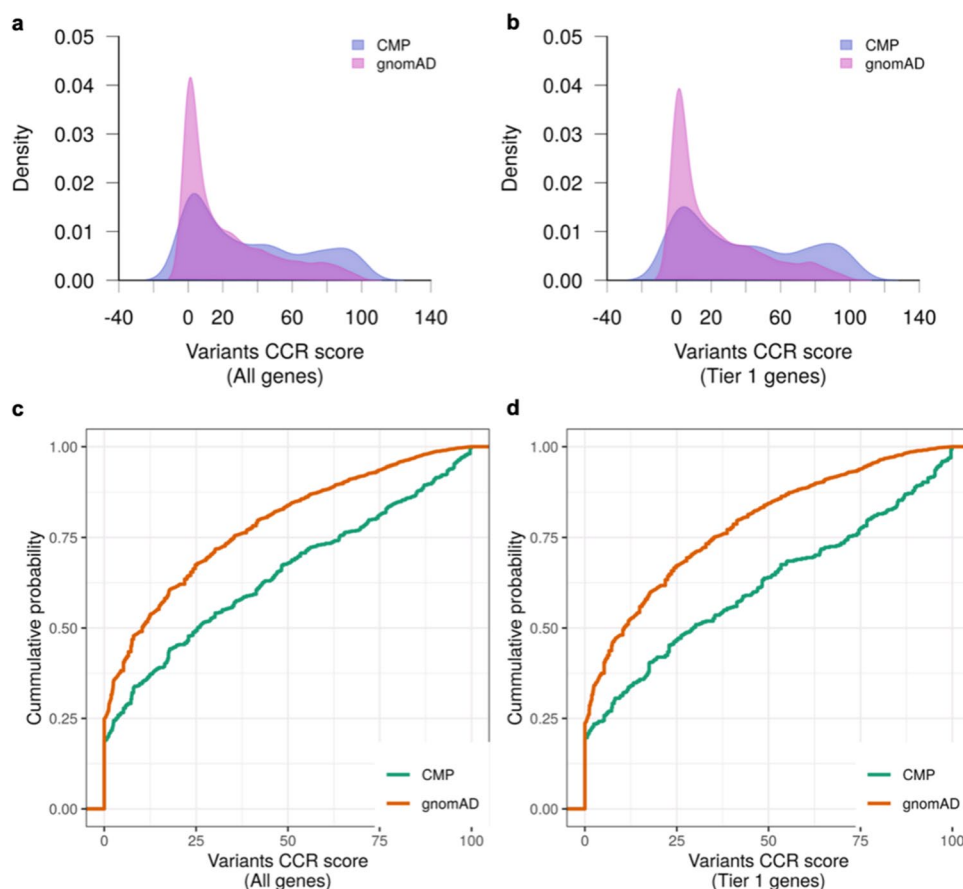 a
0.05
0.04
0.03
0.02
0.01
0.00
Density
CMP
gnomAD
-40 0 20 60 100 140
Variants CCR score
(All genes)
b
0.05
0.04
0.03
0.02
0.01
0.00
Density
CMP
gnomAD
-40 0 20 60 100 140
Variants CCR score
(Tier 1 genes)
c
1.00
0.75
0.50
0.25
0.00
Cummulative probability
CMP
gnomAD
0 25 50 75 100
Variants CCR score
(All genes)
d
1.00
0.75
0.50
0.25
0.00
Cummulative probability
CMP
gnomAD
0 25 50 75 100
Variants CCR score
(Tier 1 genes)